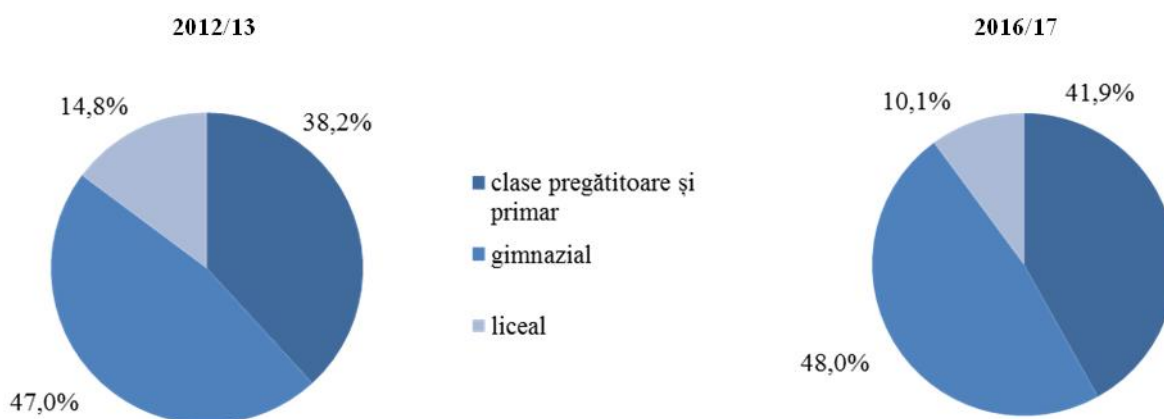 2012/13
2016/17
14,8%
38,2%
47,0%
clase pregătitoare și
primar
gimnazial
liceal
10,1%
41,9%
48,0%